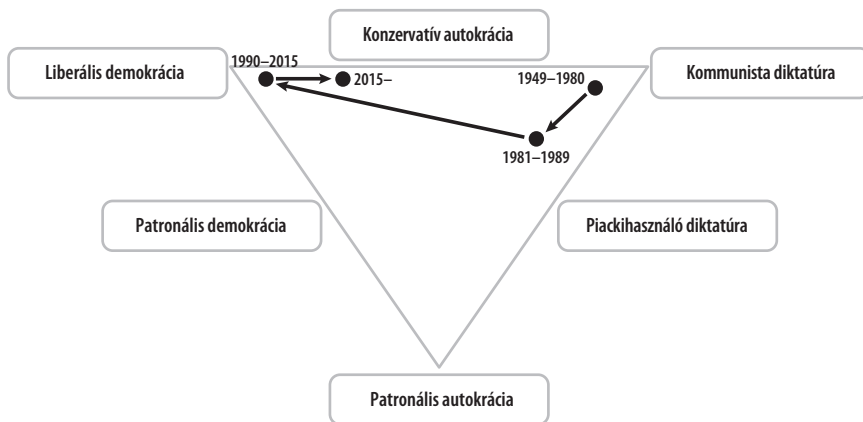 Konzervatív autokrácia
Liberális demokrácia
1990–2015
2015–
1949–1980
Kommunista diktatúra
1981–1989
Patronális demokrácia
Piackihasználó diktatúra
Patronális autokrácia